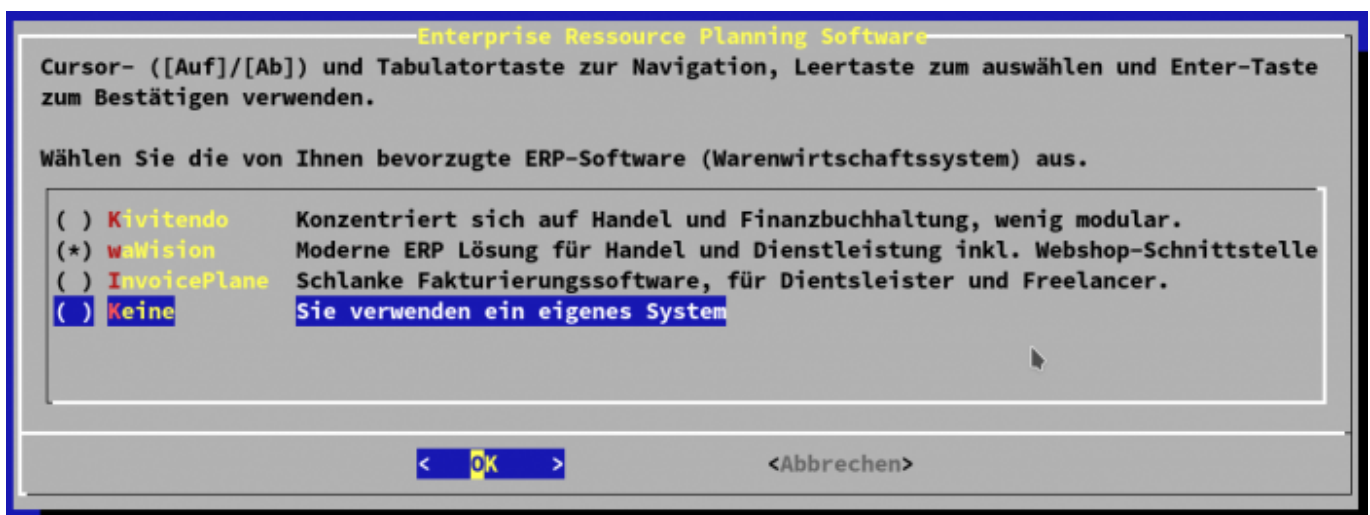 Enterprise Ressource Planning Software
Cursor- ([Auf]/[Ab]) und Tabulatortaste zur Navigation, Leertaste zum auswählen und Enter-Taste
zum Bestätigen verwenden.
Wählen Sie die von Ihnen bevorzugte ERP-Software (Warenwirtschaftssystem) aus.
( ) Kivitendo Konzentriert sich auf Handel und Finanzbuchhaltung, wenig modular.
(*) waWision Moderne ERP Lösung für Handel und Dienstleistung inkl. Webshop-Schnittstelle
( ) InvoicePlane Schlanke Fakturierungssoftware, für Dientsleister und Freelancer.
( ) Keine Sie verwenden ein eigenes System
< OK > <Abbrechen>